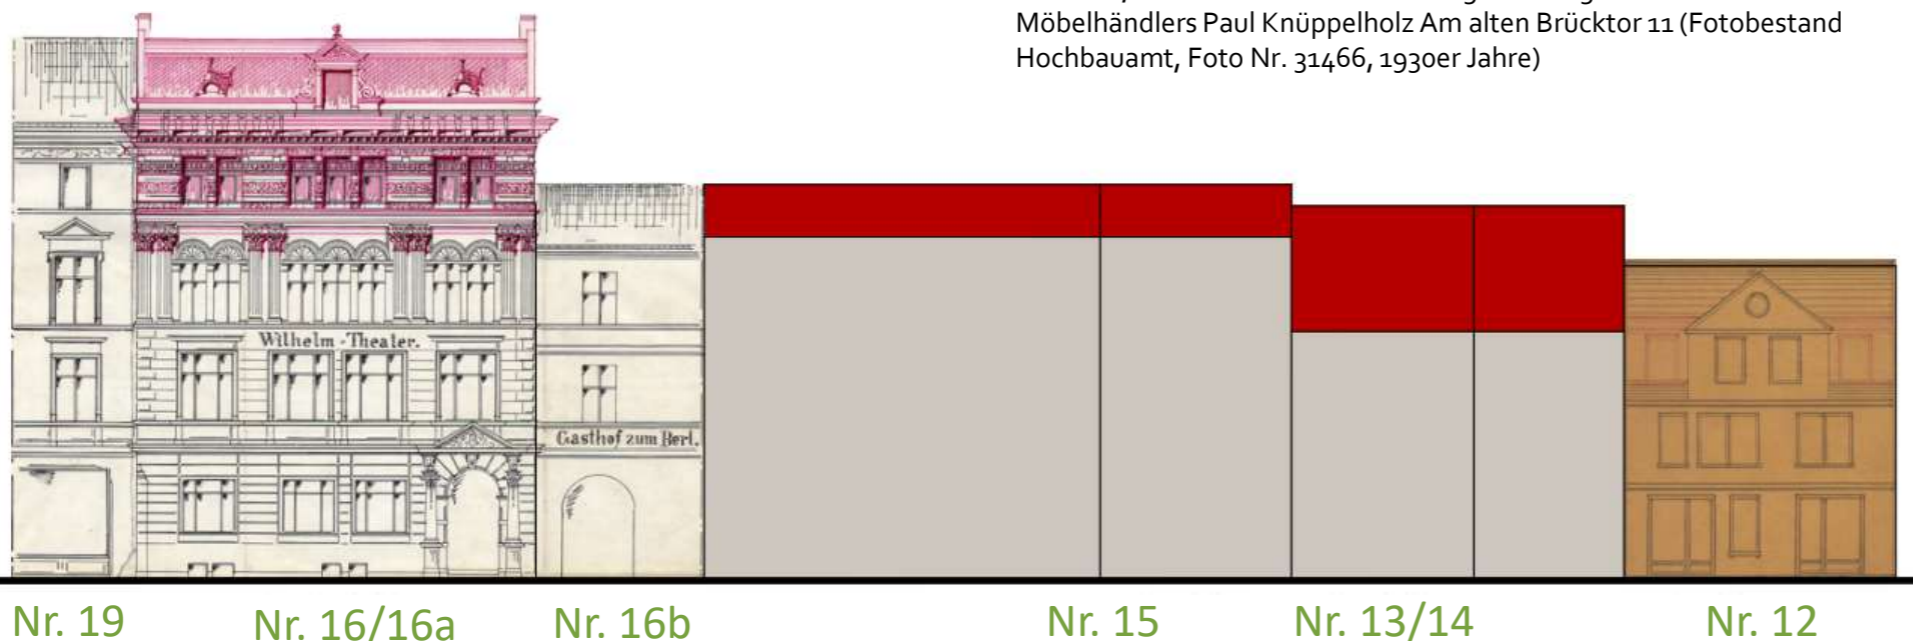 Möbelhändlers Paul Knüppelholz Am alten Brücktor 11 (Fotobestand
Hochbauamt, Foto Nr. 31466, 1930er Jahre)
Wilhelm - Theater.
Gasthof zum Berl.
Nr. 19
Nr. 16/16a
Nr. 16b
Nr. 15
Nr. 13/14
Nr. 12